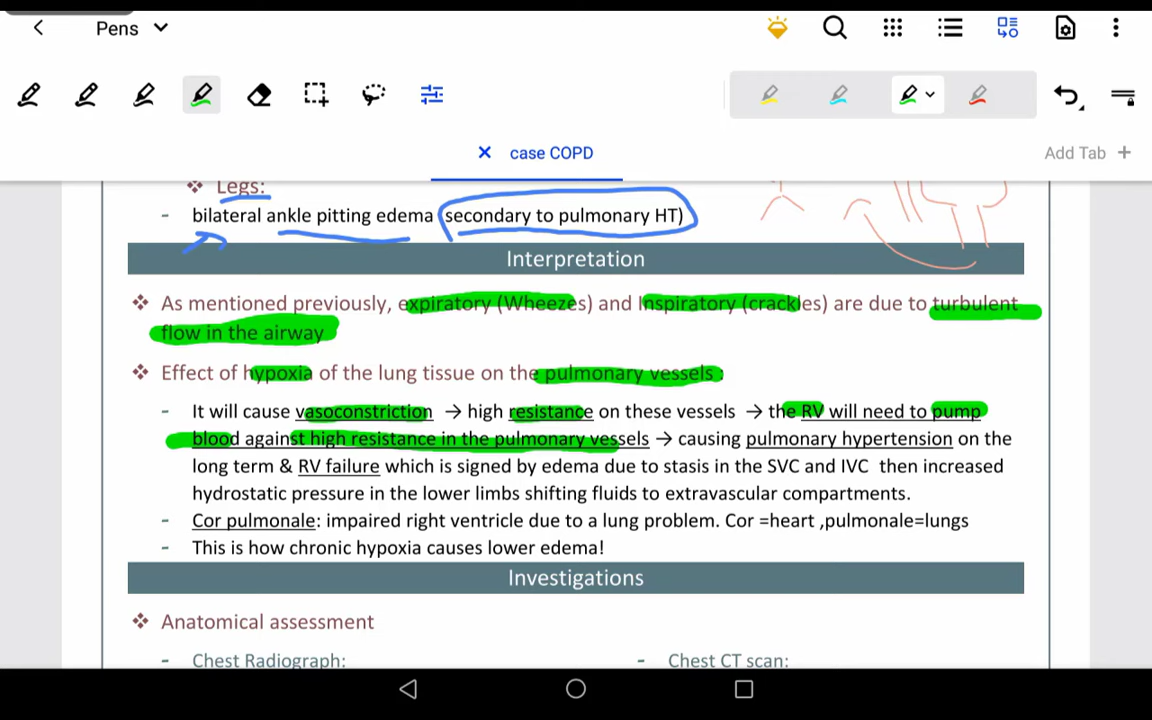 Pens
case COPD
Add Tab +
❖ Legs:
- bilateral ankle pitting edema (secondary to pulmonary HT)
Interpretation
❖ As mentioned previously, expiratory (Wheezes) and Inspiratory (crackles) are due to turbulent
flow in the airway
❖ Effect of hypoxia of the lung tissue on the pulmonary vessels :
- It will cause vasoconstriction → high resistance on these vessels → the RV will need to pump
blood against high resistance in the pulmonary vessels → causing pulmonary hypertension on the
long term & RV failure which is signed by edema due to stasis in the SVC and IVC then increased
hydrostatic pressure in the lower limbs shifting fluids to extravascular compartments.
- Cor pulmonale: impaired right ventricle due to a lung problem. Cor =heart ,pulmonale=lungs
- This is how chronic hypoxia causes lower edema!
Investigations
❖ Anatomical assessment
- Chest Radiograph: - Chest CT scan: